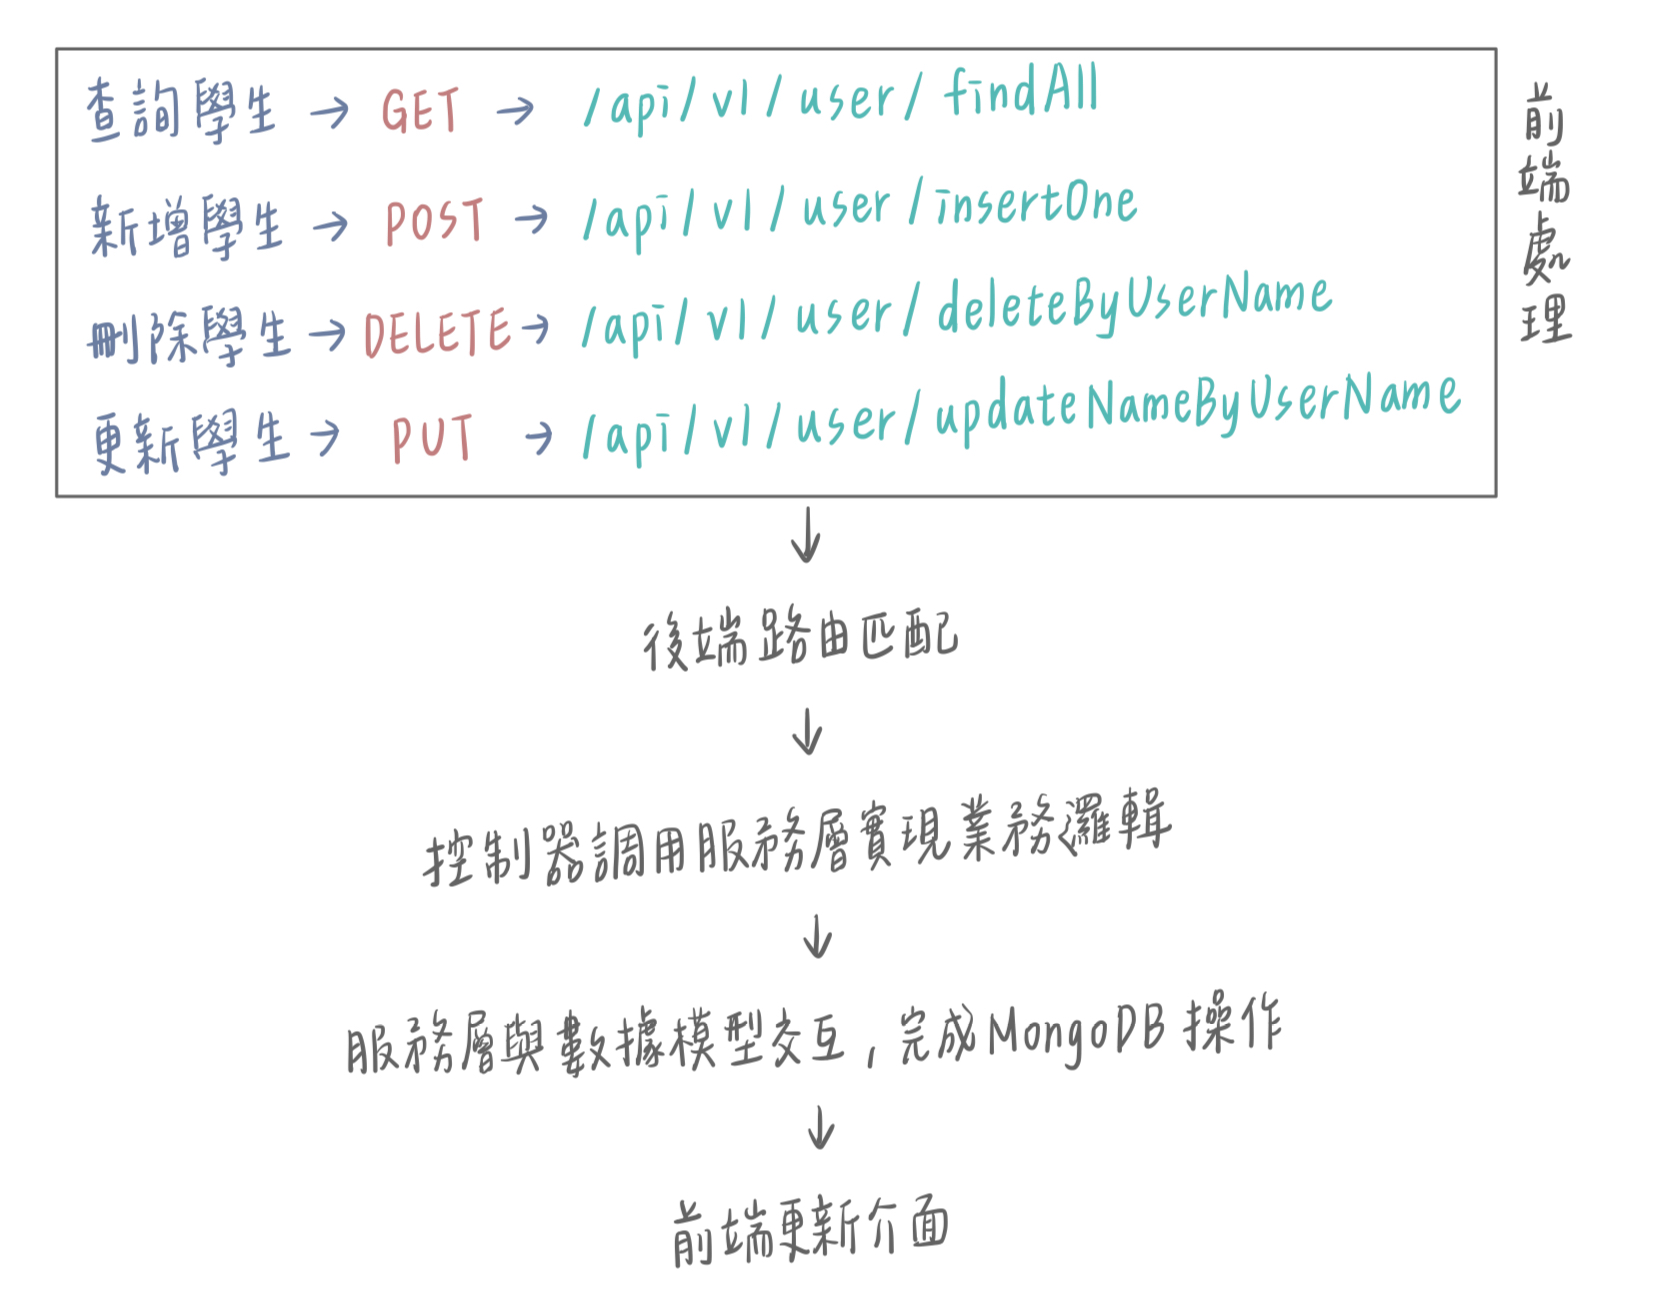 查詢學生 → GET → /api/v1/user/findAll
新增學生 → POST → /api/v1/user/insertOne
刪除學生 → DELETE → /api/v1/user/deleteByUserName
更新學生 → PUT → /api/v1/user/updateNameByUserName
前端處理
↓
後端路由匹配
↓
控制器調用服務層實現業務邏輯
↓
服務層與數據模型交互,完成MongoDB操作
↓
前端更新介面